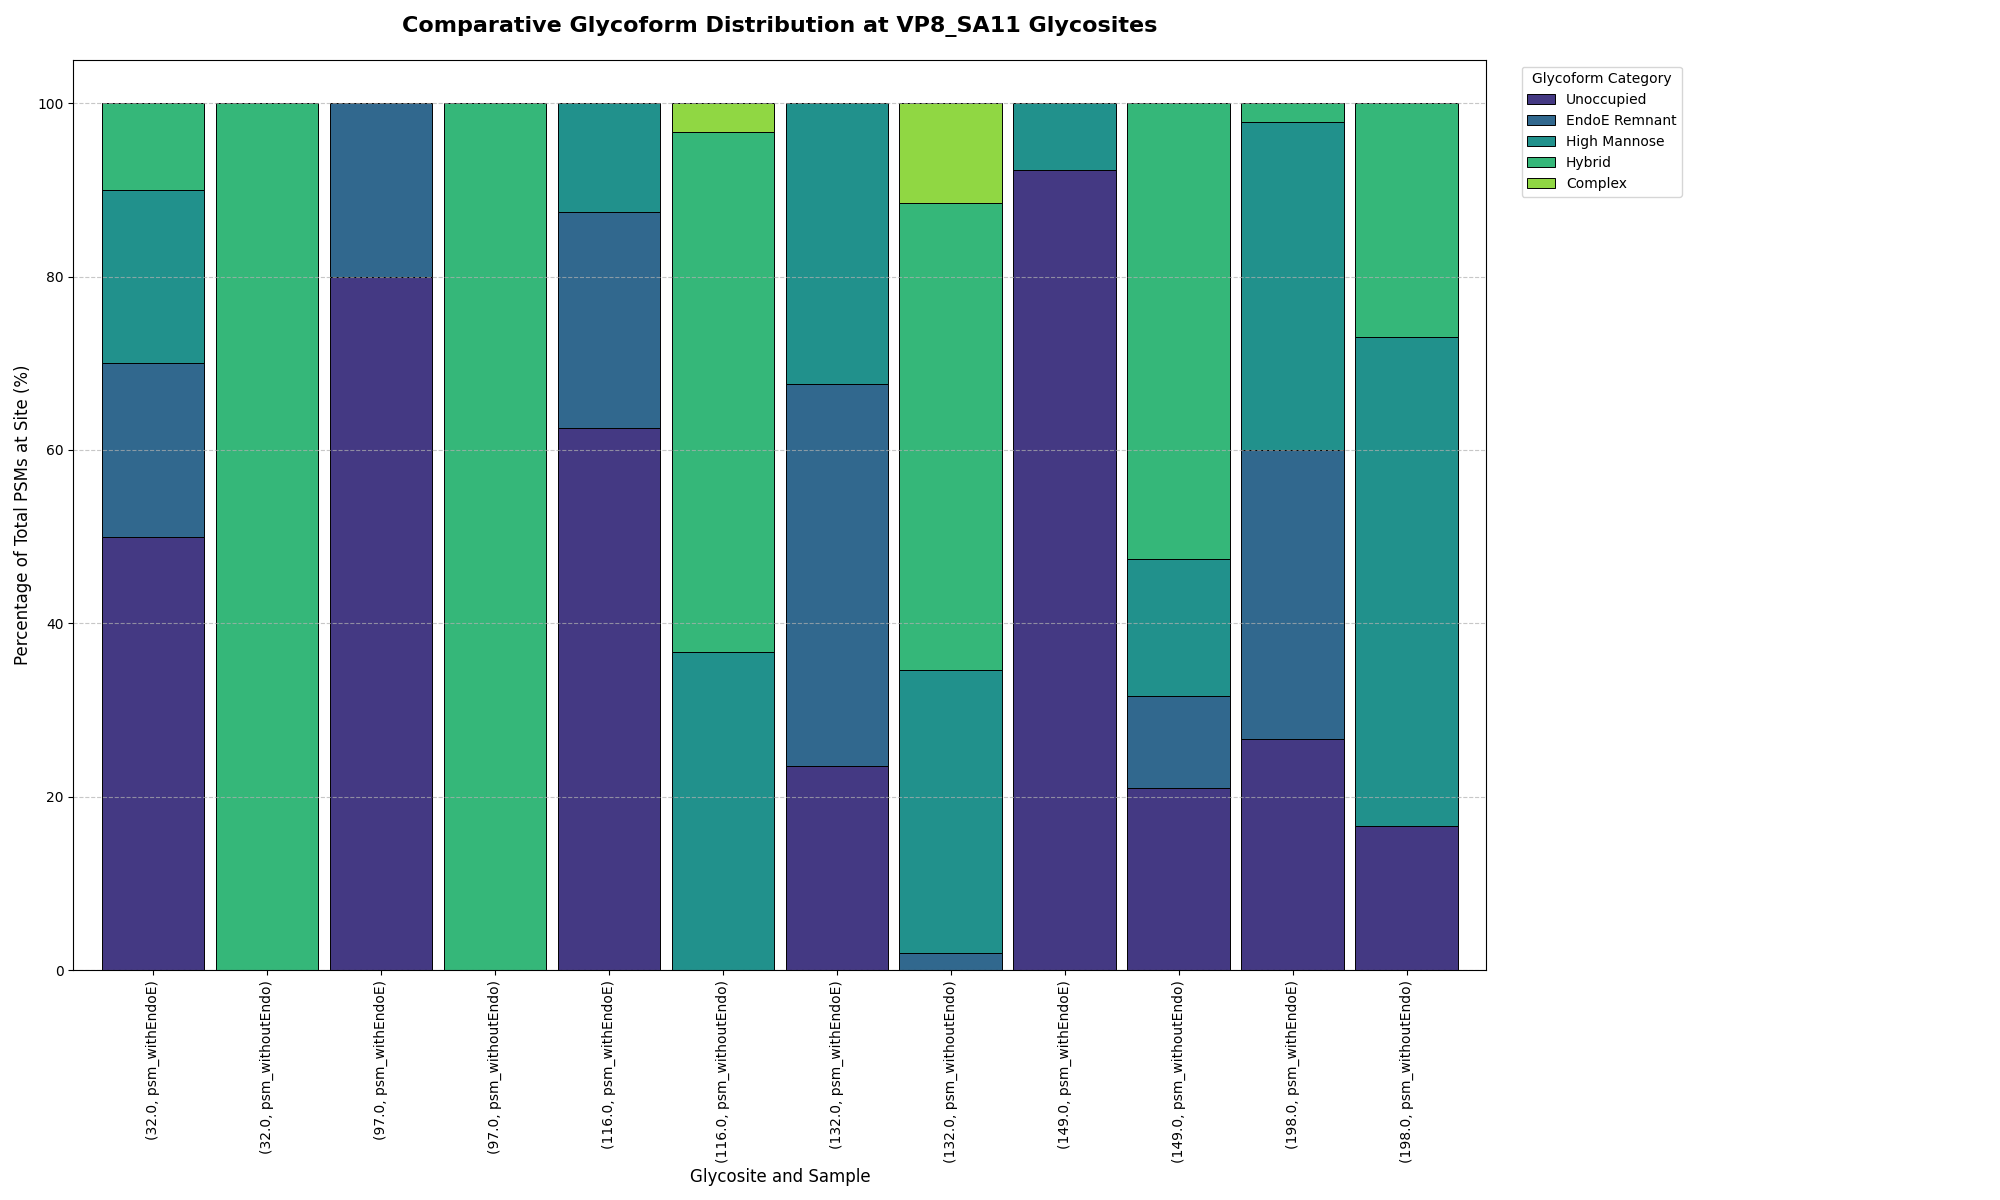 Comparative Glycoform Distribution at VP8_SA11 Glycosites
Glycoform Category
Unoccupied
EndoE Remnant
High Mannose
Hybrid
Complex
Percentage of Total PSMs at Site (%)
100
80
60
40
20
0
(32.0, psm_withEndoE)
(32.0, psm_withoutEndo)
(97.0, psm_withEndoE)
(97.0, psm_withoutEndo)
(116.0, psm_withEndoE)
(116.0, psm_withoutEndo)
(132.0, psm_withEndoE)
(132.0, psm_withoutEndo)
(149.0, psm_withEndoE)
(149.0, psm_withoutEndo)
(198.0, psm_withEndoE)
(198.0, psm_withoutEndo)
Glycosite and Sample